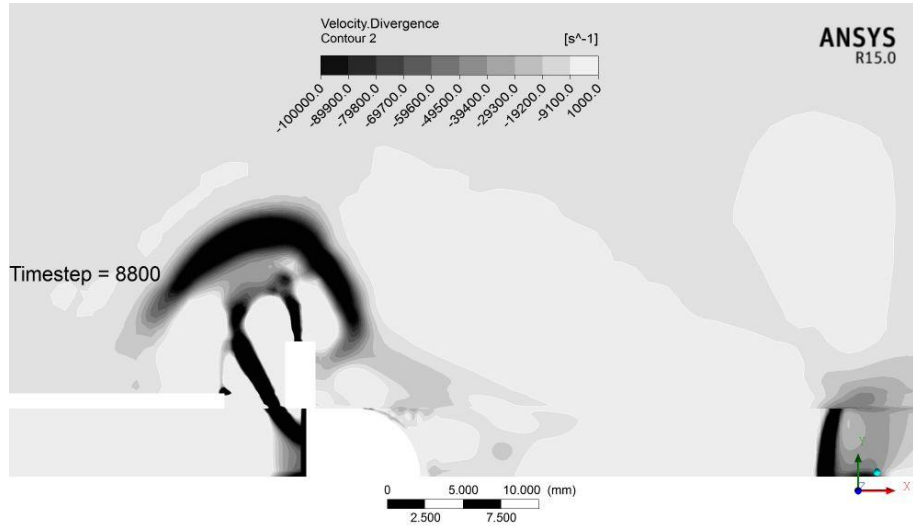 Velocity.Divergence
Contour 2 [s^-1]
ANSYS
R15.0
-100000.0 -89900.0 -79800.0 -69700.0 -59600.0 -49500.0 -39400.0 -29300.0 -19200.0 -9100.0 1000.0
Timestep = 8800
Y
Z X
0 5.000 10.000 (mm)
2.500 7.500